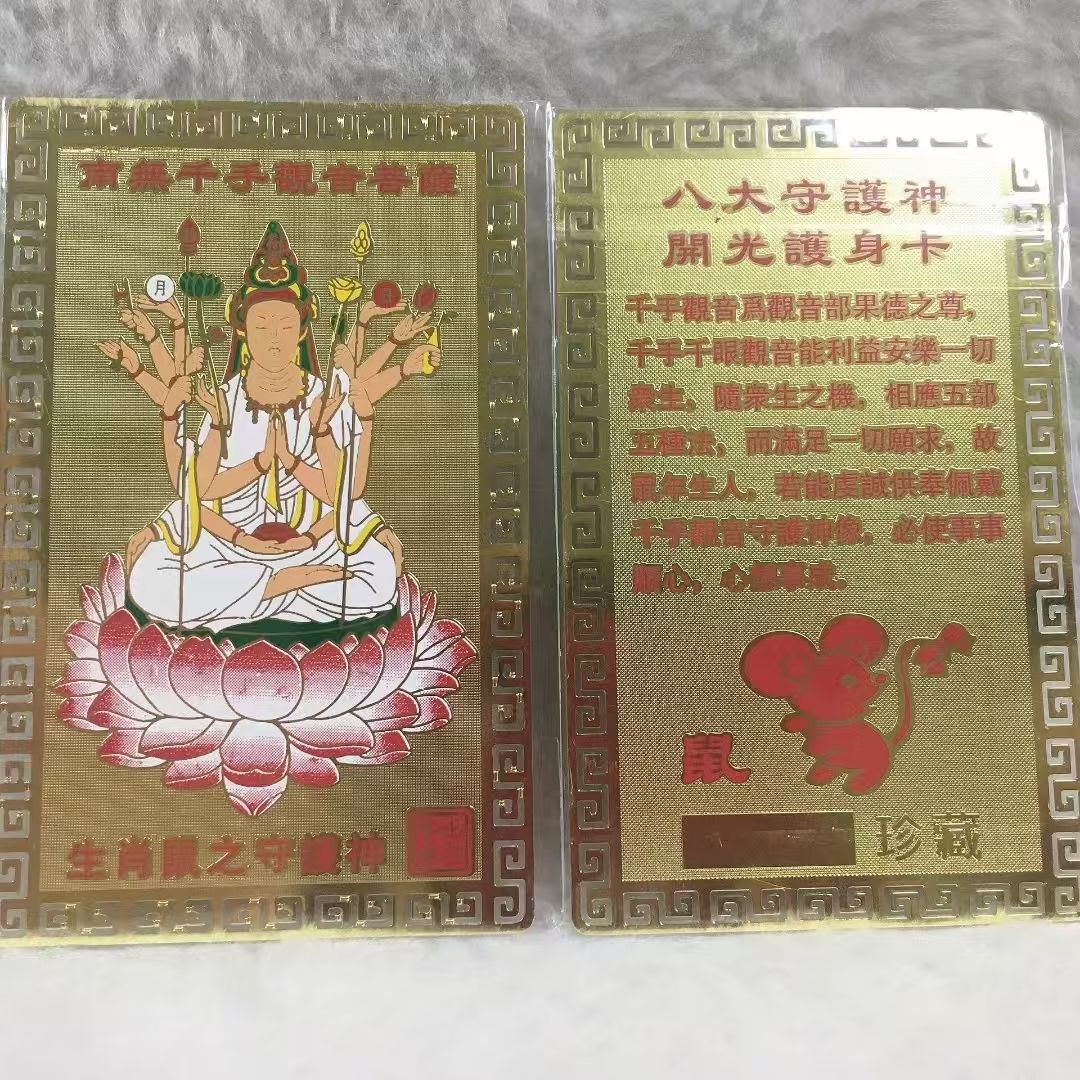 南無千手觀音菩薩
月
日
生肖鼠之守護神
八大守護神
開光護身卡
千手觀音爲觀音部果德之尊，
千手千眼觀音能利益安樂一切
衆生，隨衆生之機，相應五部
五種法，而滿足一切願求，故
鼠年生人，若能虔誠供奉佩戴
千手觀音守護神像，必使事事
順心，心想事成。
鼠
珍藏